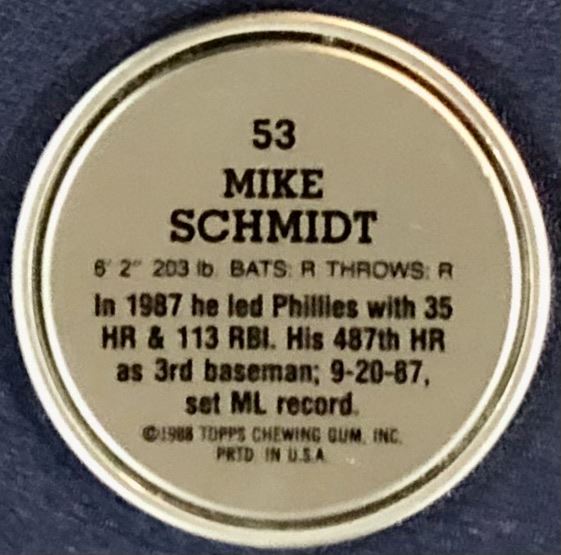 53
MIKE
SCHMIDT
6' 2" 203 lb. BATS: R THROWS: R
In 1987 he led Phillies with 35
HR & 113 RBI. His 487th HR
as 3rd baseman; 9-20-87,
set ML record.
©1988 TOPPS CHEWING GUM, INC.
PRTD. IN U.S.A.